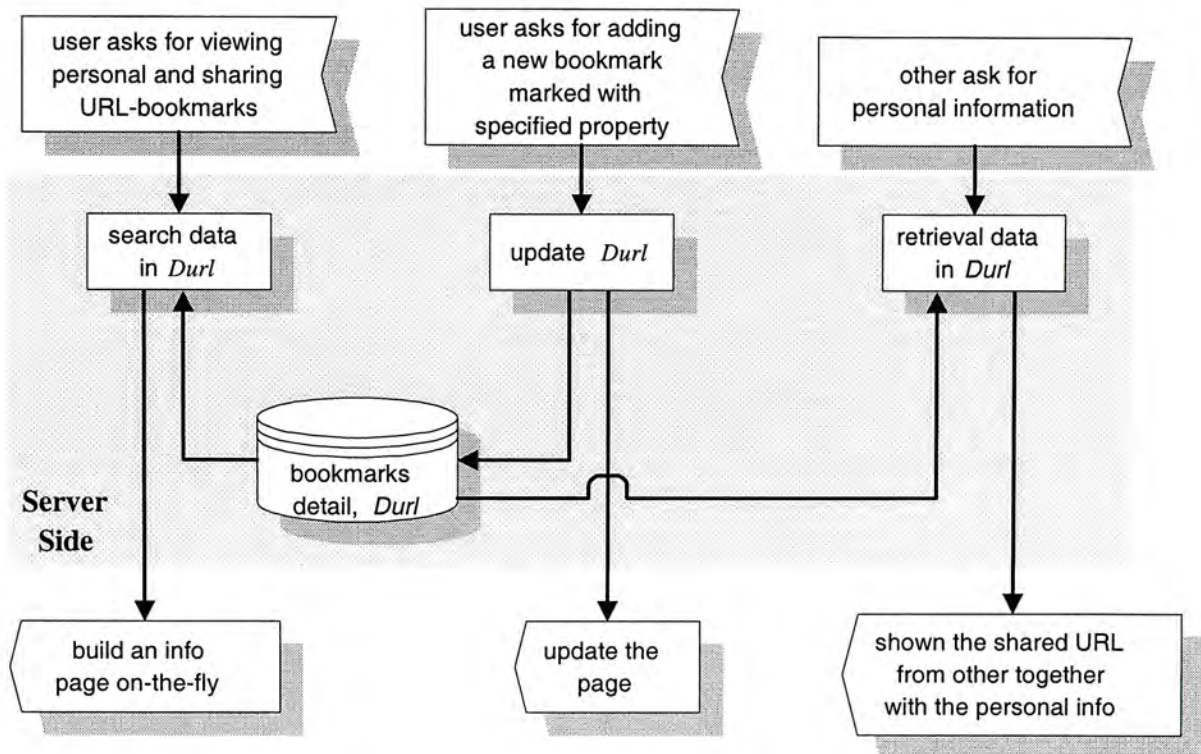 user asks for viewing
personal and sharing
URL-bookmarks
user asks for adding
a new bookmark
marked with
specified property
other ask for
personal information
search data
in Durl
update Durl
retrieval data
in Durl
bookmarks
detail, Durl
Server
Side
build an info
page on-the-fly
update the
page
shown the shared URL
from other together
with the personal info